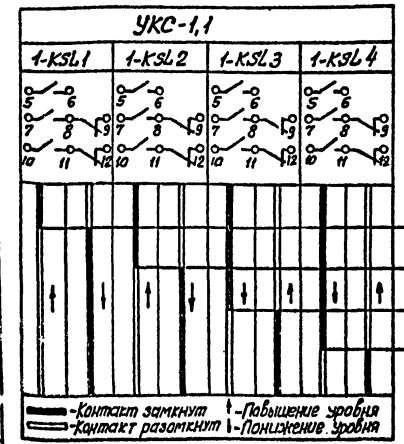 УКС-1,1
1-KSL1 1-KSL2 1-KSL3 1-KSL4
5 6 5 6 5 6 5 6
7 8 9 7 8 9 7 8 9 7 8 9
10 11 12 10 11 12 10 11 12 10 11 12
-Контакт замкнут ↑-Повышение уровня
-Контакт разомкнут ↓-Понижение уровня